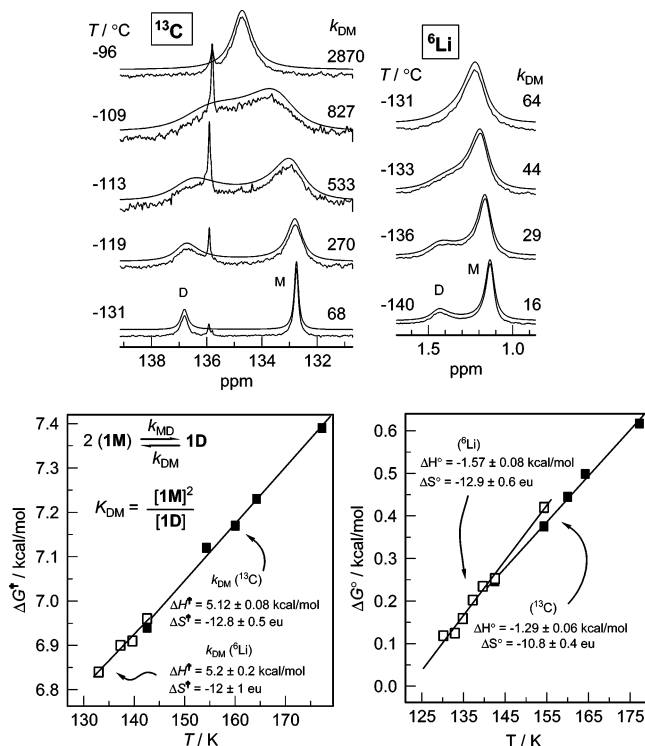 T / °C
¹³C
k_DM
-96
2870
-109
827
-113
533
-119
270
D
M
-131
68
138 136 134 132
ppm
⁶Li
T / °C
k_DM
-131
64
-133
44
-136
29
M
D
-140
16
1.5 1.0
ppm
7.4
7.3
7.2
7.1
7.0
6.9
6.8
ΔG‡ / kcal/mol
2 (1M) k_MD ⇌ k_DM 1D
K_DM = [1M]² / [1D]
k_DM (¹³C)
ΔH‡ = 5.12 ± 0.08 kcal/mol
ΔS‡ = -12.8 ± 0.5 eu
k_DM (⁶Li)
ΔH‡ = 5.2 ± 0.2 kcal/mol
ΔS‡ = -12 ± 1 eu
130 140 150 160 170
T / K
0.6
0.5
0.4
0.3
0.2
0.1
0.0
ΔG° / kcal/mol
(⁶Li)
ΔH° = -1.57 ± 0.08 kcal/mol
ΔS° = -12.9 ± 0.6 eu
(¹³C)
ΔH° = -1.29 ± 0.06 kcal/mol
ΔS° = -10.8 ± 0.4 eu
125 135 145 155 165 175
T / K